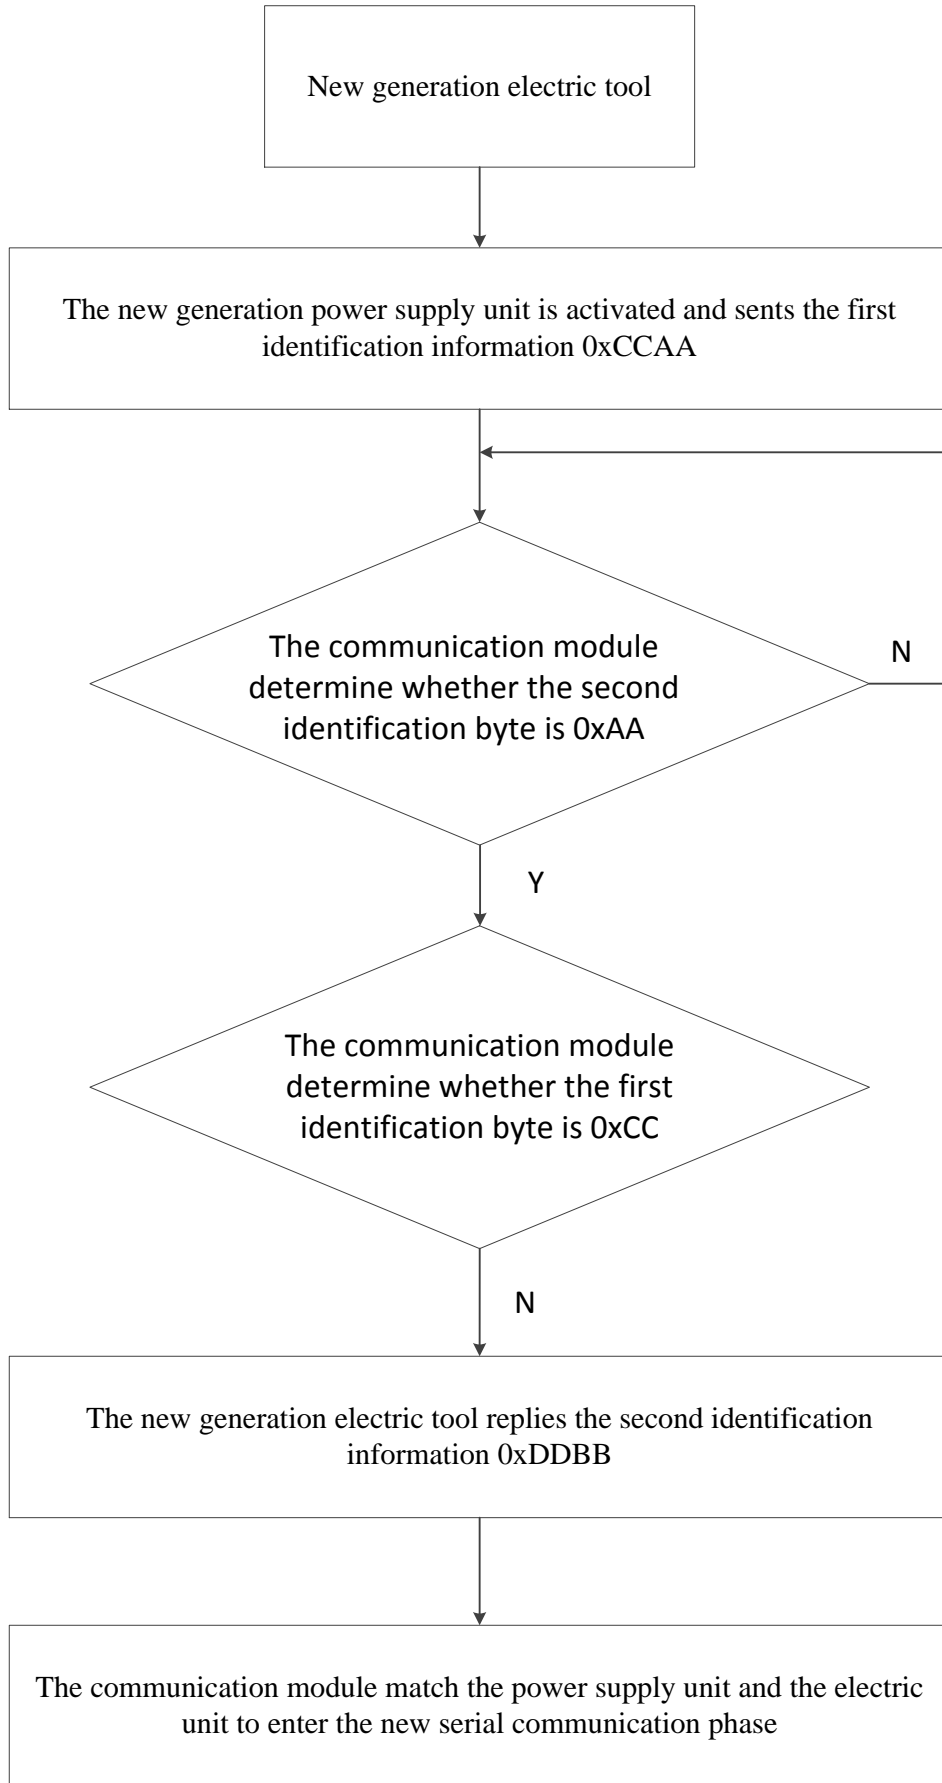 New generation electric tool
The new generation power supply unit is activated and sents the first
identification information 0xCCAA
The communication module
determine whether the second
identification byte is 0xAA
N
Y
The communication module
determine whether the first
identification byte is 0xCC
N
The new generation electric tool replies the second identification
information 0xDDBB
The communication module match the power supply unit and the electric
unit to enter the new serial communication phase